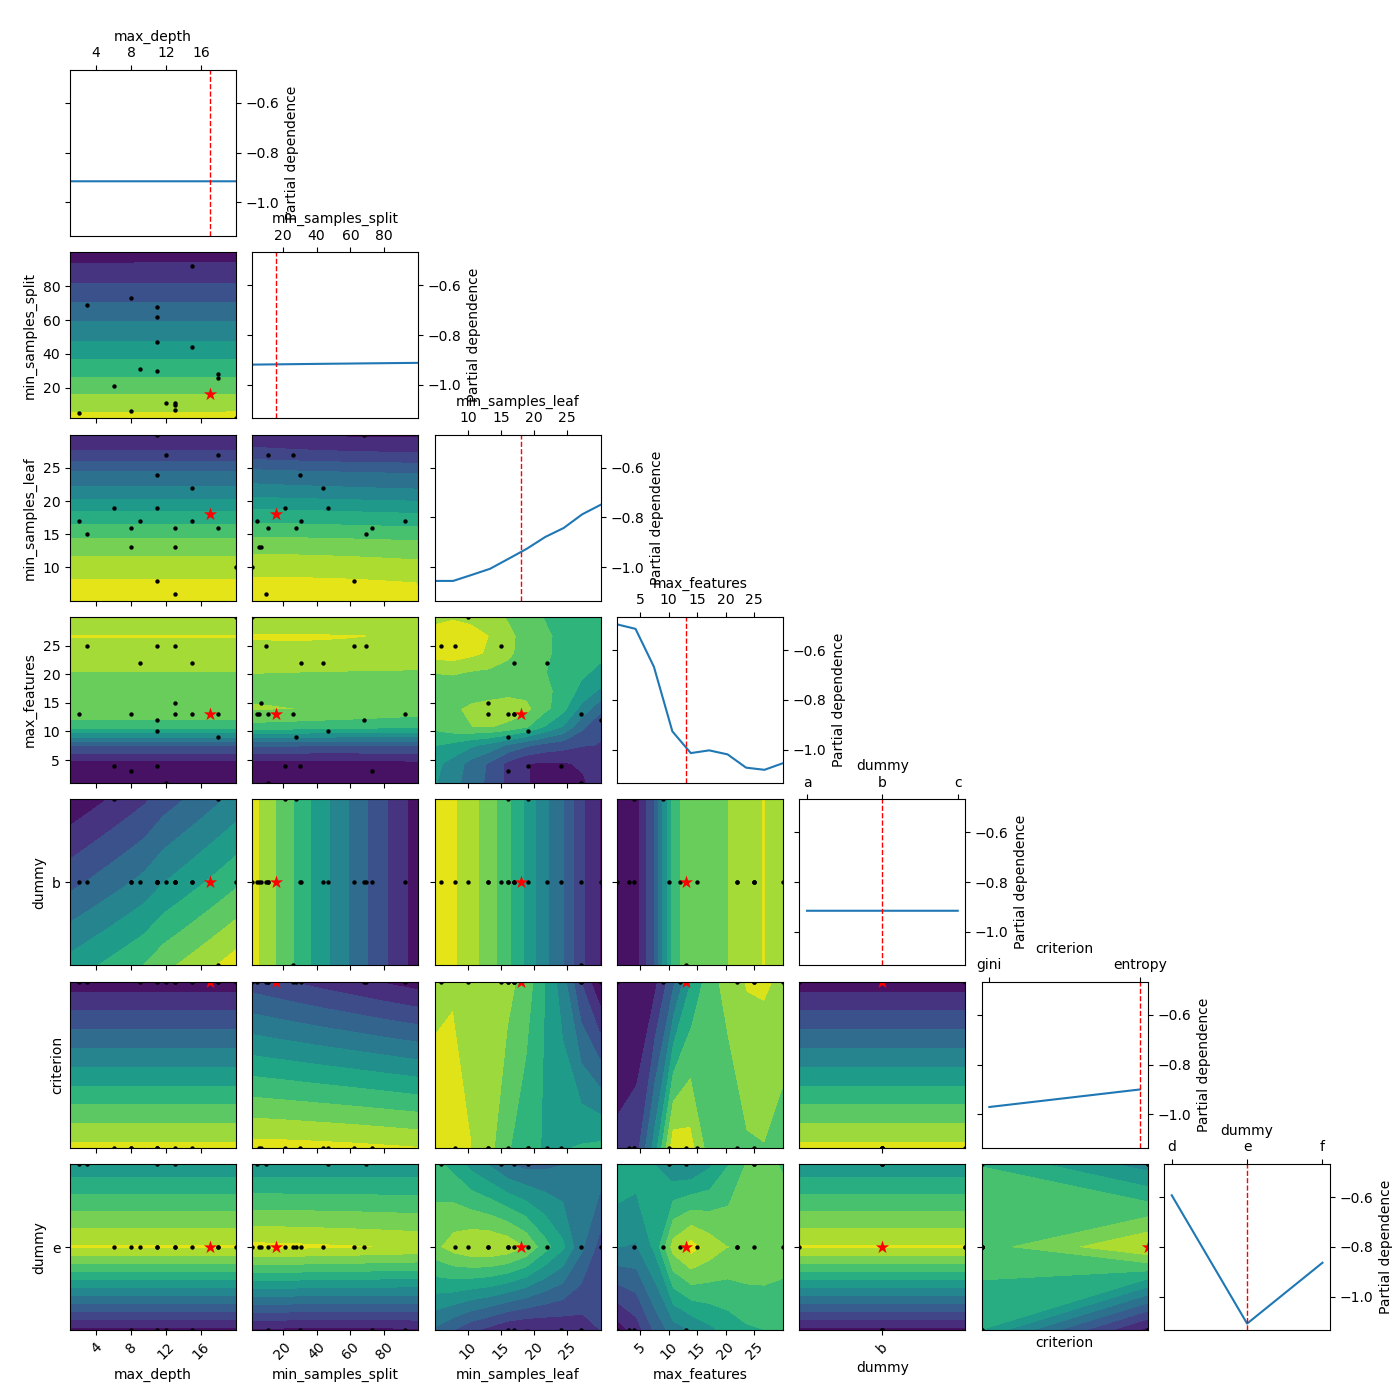 max_depth
4 8 12 16
−0.6
−0.8
−1.0
Partial dependence
min_samples_split
20 40 60 80
80
60
40
20
min_samples_split
−0.6
−0.8
−1.0
Partial dependence
min_samples_leaf
10 15 20 25
25
20
15
10
min_samples_leaf
−0.6
−0.8
−1.0
Partial dependence
max_features
5 10 15 20 25
25
20
15
10
5
max_features
−0.6
−0.8
−1.0
Partial dependence
dummy
a b c
b
dummy
−0.6
−0.8
−1.0
Partial dependence
criterion
gini entropy
criterion
−0.6
−0.8
−1.0
Partial dependence
dummy
d e f
e
dummy
−0.6
−0.8
−1.0
Partial dependence
4 8 12 16
max_depth
20 40 60 80
min_samples_split
10 15 20 25
min_samples_leaf
5 10 15 20 25
max_features
b
dummy
criterion